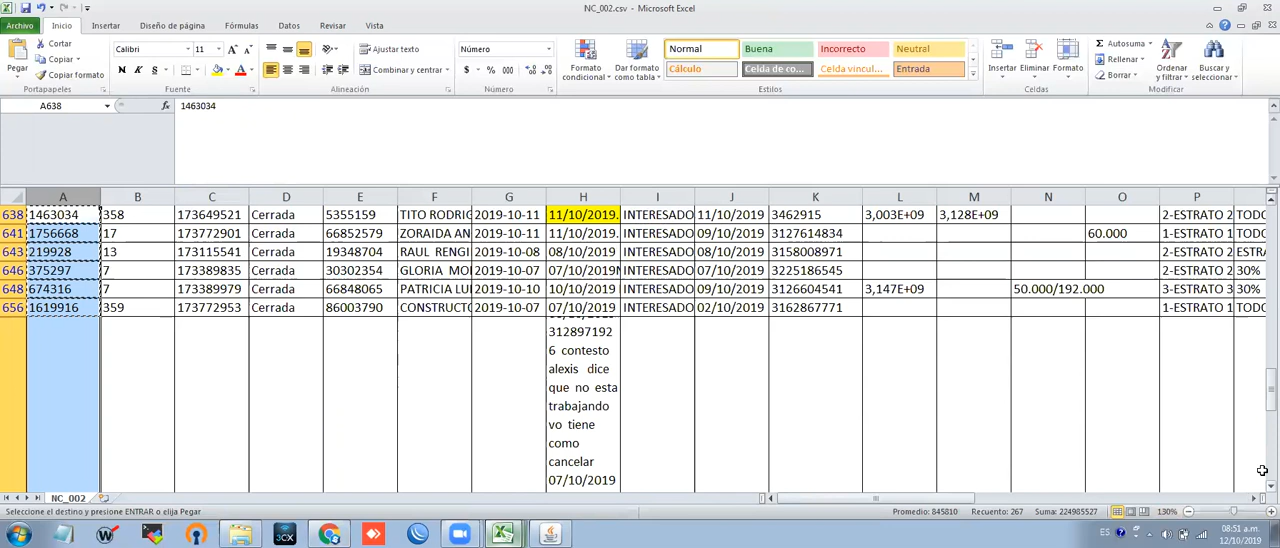 NC_002.csv - Microsoft Excel
Archivo Inicio Insertar Diseño de página Fórmulas Datos Revisar Vista
Pegar
Cortar
Copiar
Copiar formato
Portapapeles
Calibri 11
N K S
Fuente
Ajustar texto
Combinar y centrar
Alineación
Número
$ % 000
Número
Formato condicional
Dar formato como tabla
Normal Buena Incorrecto Neutral
Cálculo Celda de co... Celda vincul... Entrada
Estilos
Insertar Eliminar Formato
Celdas
Autosuma
Rellenar
Borrar
Ordenar y filtrar
Buscar y seleccionar
Modificar
A638 fx 1463034
A B C D E F G H I J K L M N O P
638 1463034 358 173649521 Cerrada 5355159 TITO RODRIG 2019-10-11 11/10/2019. INTERESADO 11/10/2019 3462915 3,003E+09 3,128E+09 2-ESTRATO 2 TODO
641 1756668 17 173772901 Cerrada 66852579 ZORAIDA AN 2019-10-11 11/10/2019. INTERESADO 09/10/2019 3127614834 60.000 1-ESTRATO 1 TODO
643 219928 13 173115541 Cerrada 19348704 RAUL RENGI 2019-10-08 08/10/2019 INTERESADO 08/10/2019 3158008971 2-ESTRATO 2 ESTRA
646 375297 7 173389835 Cerrada 30302354 GLORIA MO 2019-10-07 07/10/2019 INTERESADO 07/10/2019 3225186545 2-ESTRATO 2 30%
648 674316 7 173389979 Cerrada 66848065 PATRICIA LU 2019-10-10 10/10/2019 INTERESADO 09/10/2019 3126604541 3,147E+09 50.000/192.000 3-ESTRATO 3 30%
656 1619916 359 173772953 Cerrada 86003790 CONSTRUCTO 2019-10-07 07/10/2019 INTERESADO 02/10/2019 3162867771 1-ESTRATO 1 TODO
312897192
6 contesto
alexis dice
que no esta
trabajando
vo tiene
como
cancelar
07/10/2019
NC_002
Seleccione el destino y presione ENTRAR o elija Pegar Promedio: 845810 Recuento: 267 Suma: 224985527 130%
3CX
ES 08:51 a.m.
12/10/2019